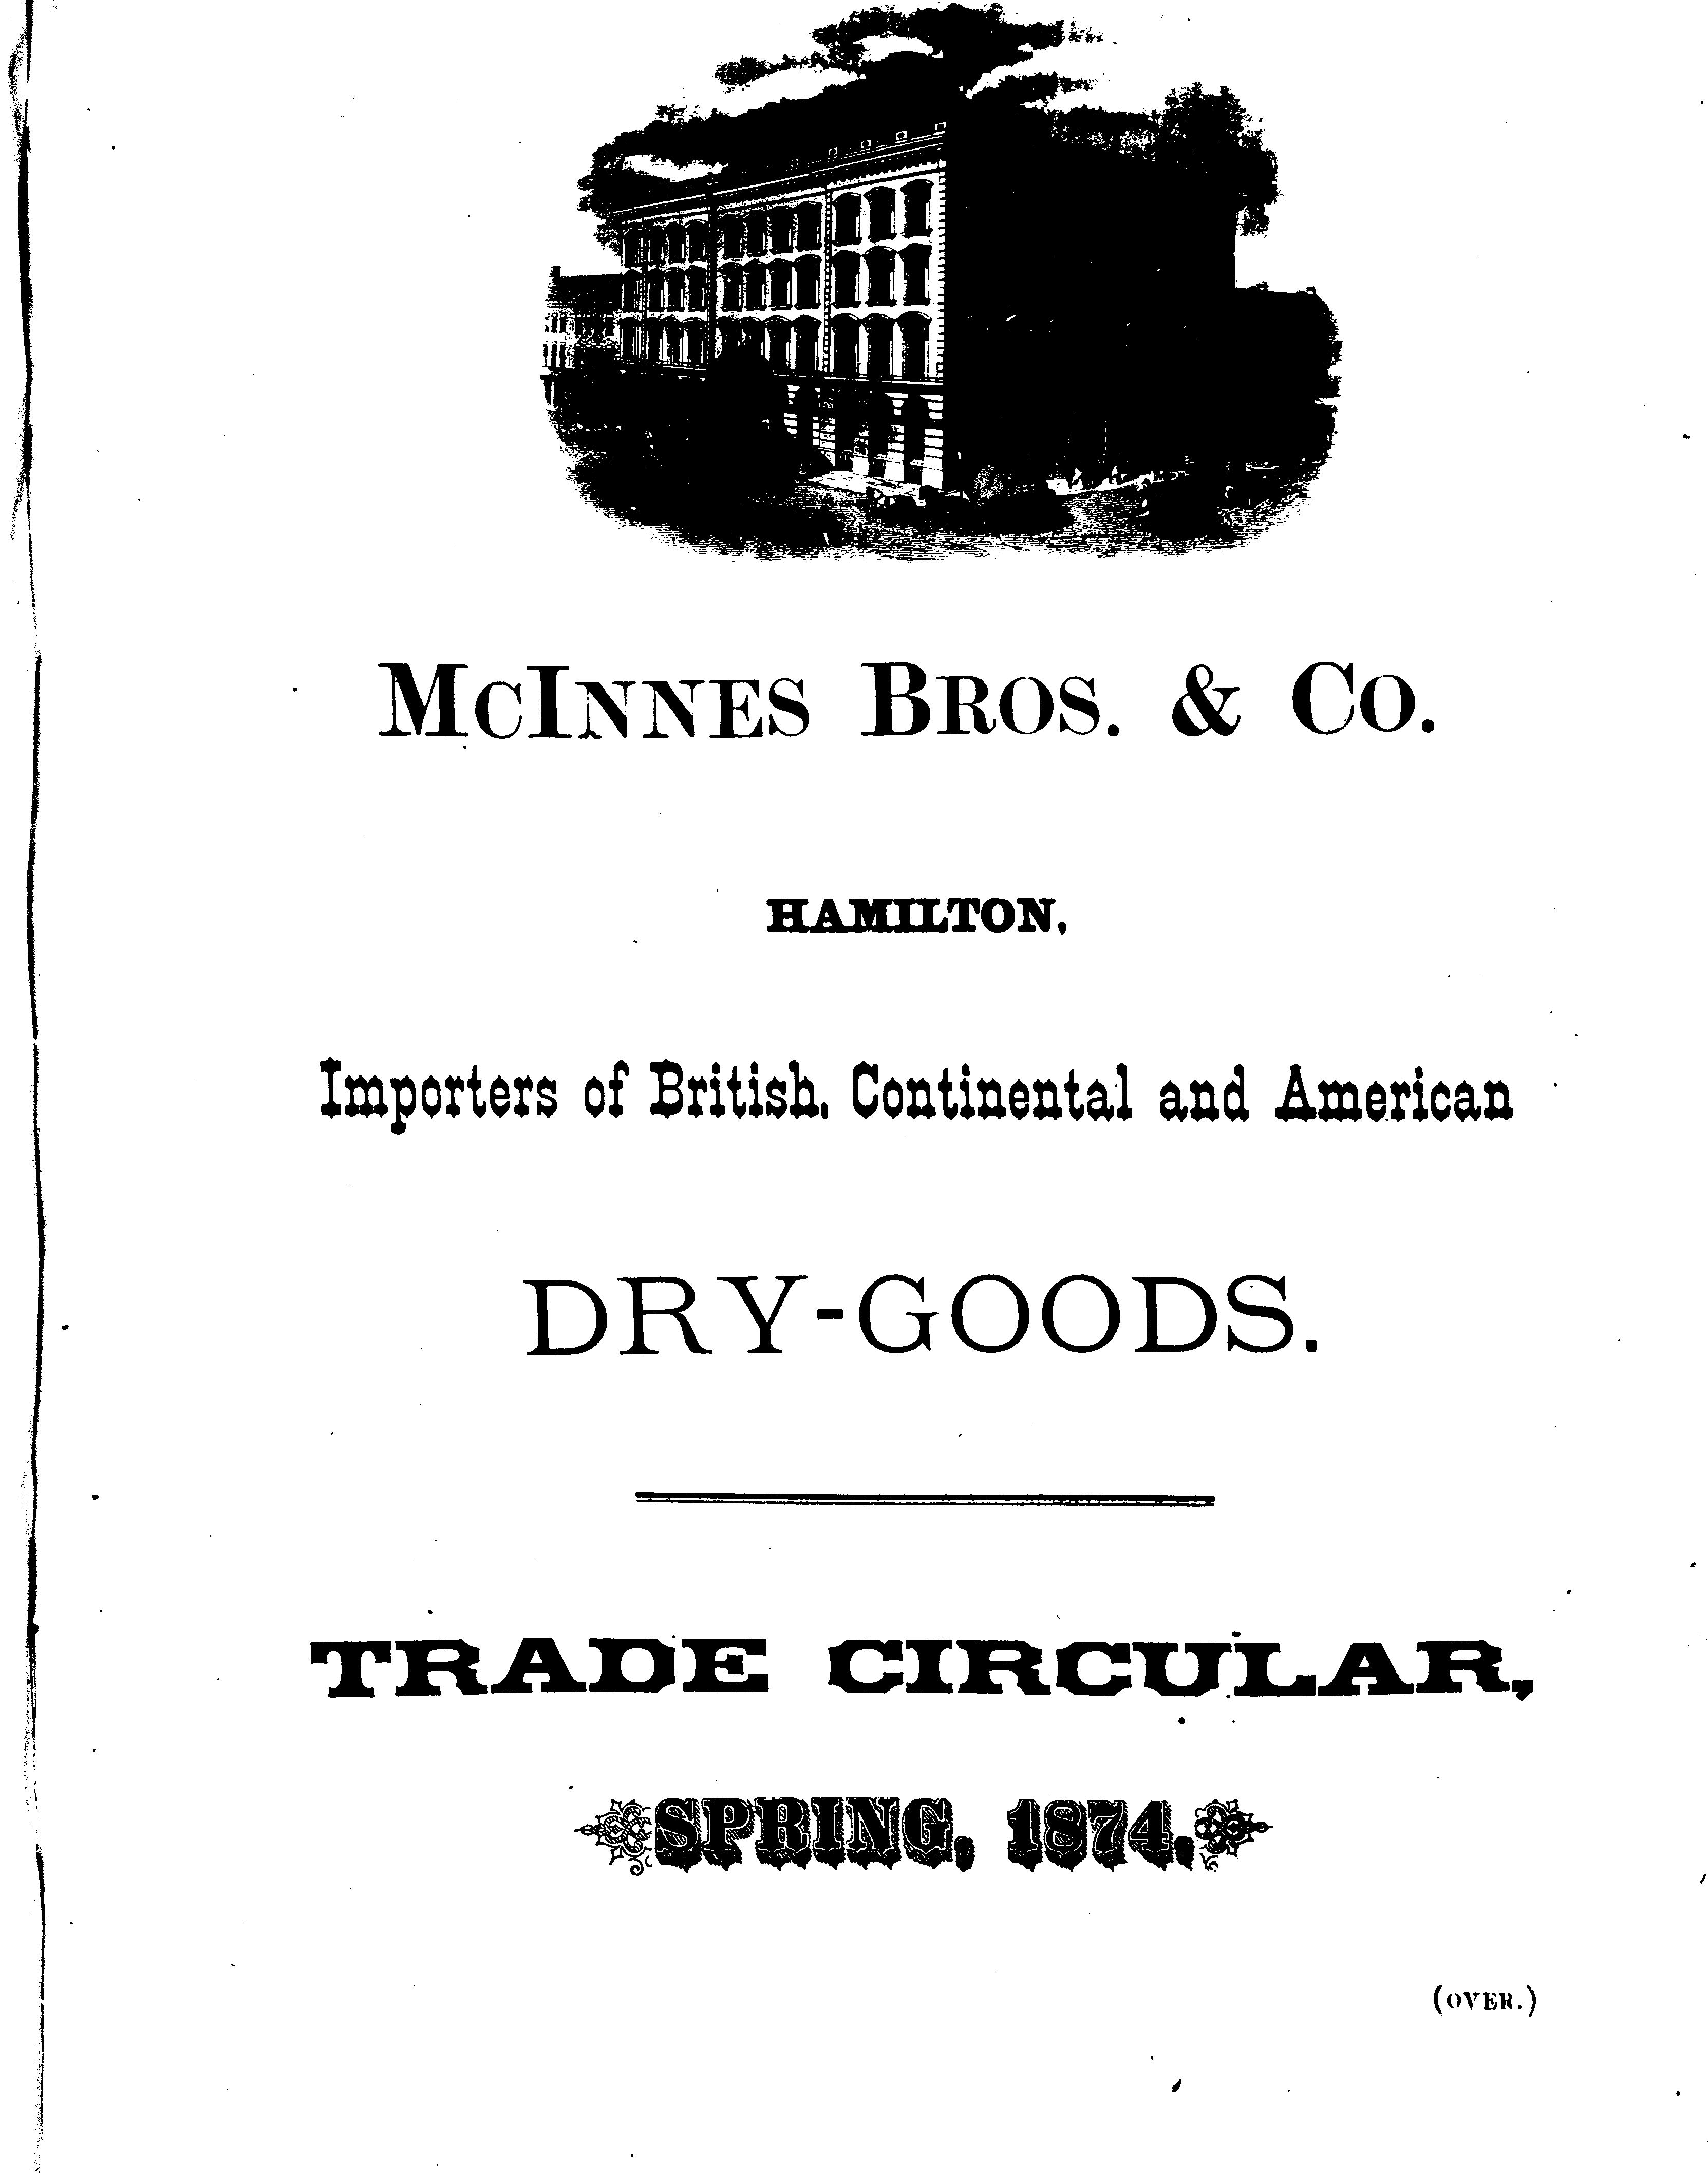 McInnes Bros. & Co.
HAMILTON,
Importers of British, Continental and American
DRY-GOODS.
TRADE CIRCULAR,
SPRING, 1874.
(OVER.)